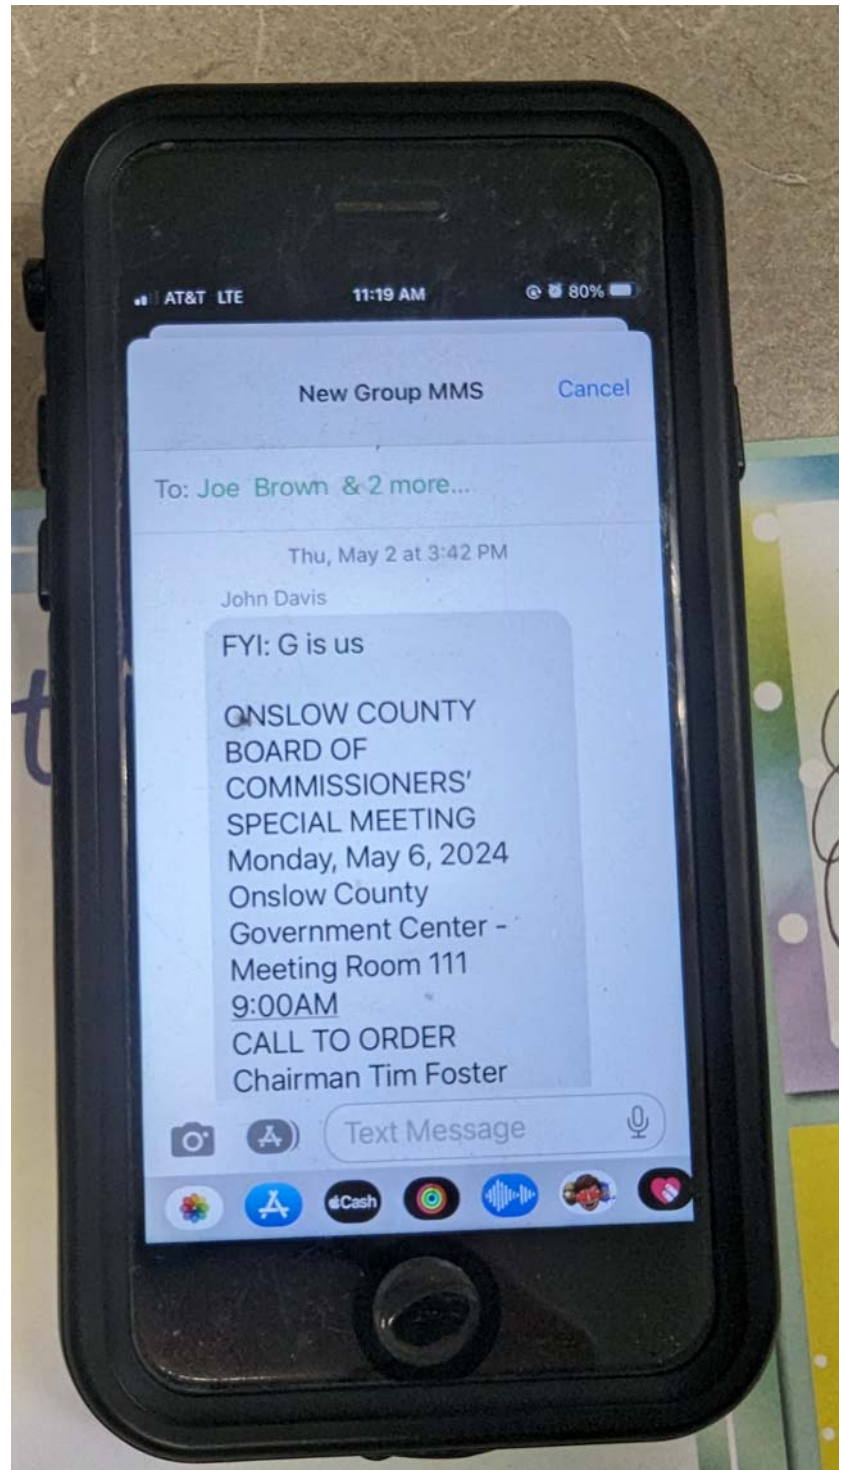 AT&T LTE 11:19 AM 80%
New Group MMS Cancel
To: Joe Brown & 2 more...
Thu, May 2 at 3:42 PM
John Davis
FYI: G is us
ONSLOW COUNTY
BOARD OF
COMMISSIONERS'
SPECIAL MEETING
Monday, May 6, 2024
Onslow County
Government Center -
Meeting Room 111
9:00AM
CALL TO ORDER
Chairman Tim Foster
Text Message
Cash
t